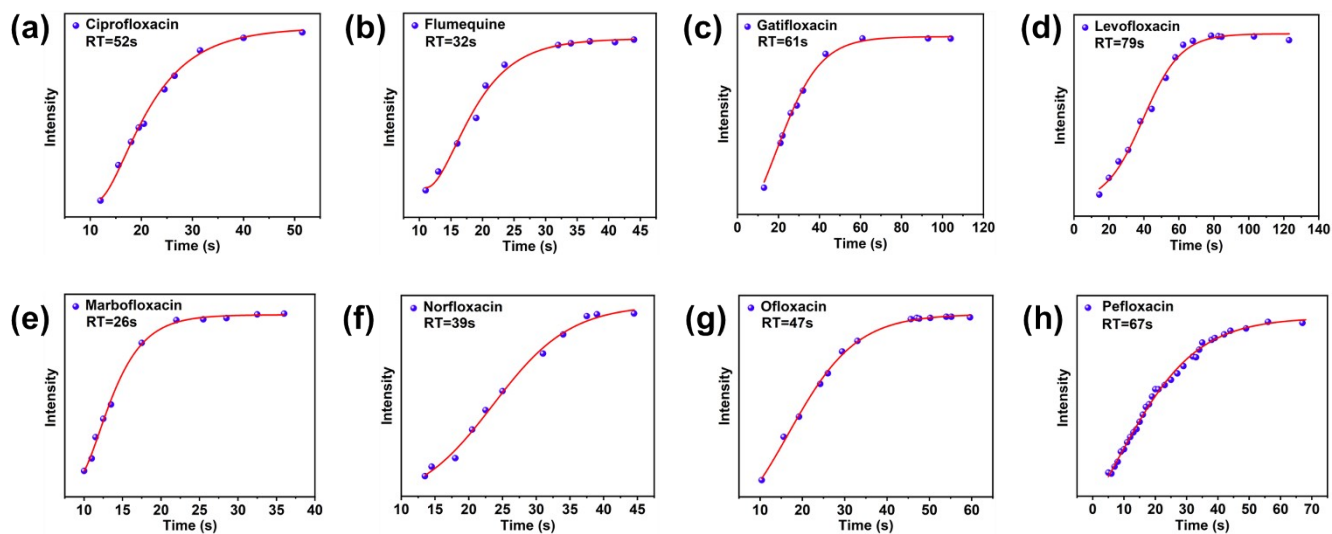 (a)
Ciprofloxacin
RT=52s
Intensity
10 20 30 40 50
Time (s)
(b)
Flumequine
RT=32s
Intensity
10 15 20 25 30 35 40 45
Time (s)
(c)
Gatifloxacin
RT=61s
Intensity
0 20 40 60 80 100 120
Time (s)
(d)
Levofloxacin
RT=79s
Intensity
0 20 40 60 80 100 120 140
Time (s)
(e)
Marbofloxacin
RT=26s
Intensity
10 15 20 25 30 35 40
Time (s)
(f)
Norfloxacin
RT=39s
Intensity
10 15 20 25 30 35 40 45
Time (s)
(g)
Ofloxacin
RT=47s
Intensity
10 20 30 40 50 60
Time (s)
(h)
Pefloxacin
RT=67s
Intensity
0 10 20 30 40 50 60 70
Time (s)